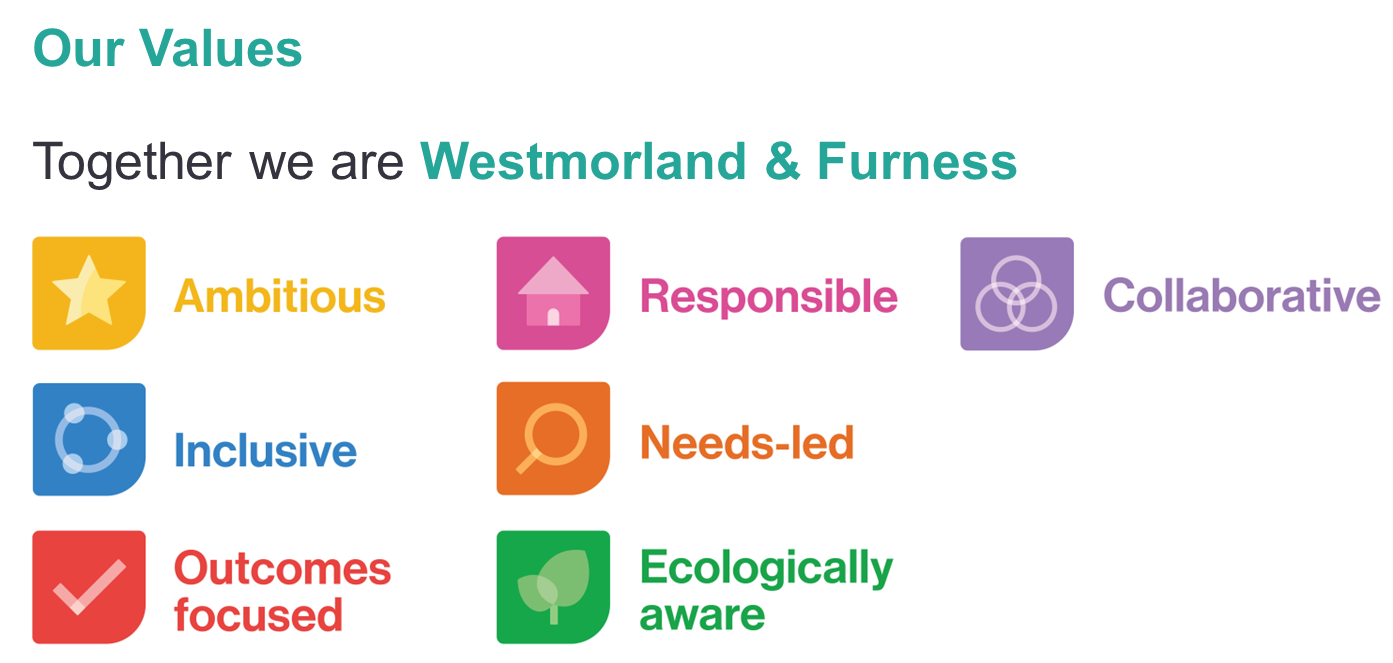 Our Values
Together we are Westmorland & Furness
Ambitious
Responsible
Collaborative
Inclusive
Needs-led
Outcomes
focused
Ecologically
aware